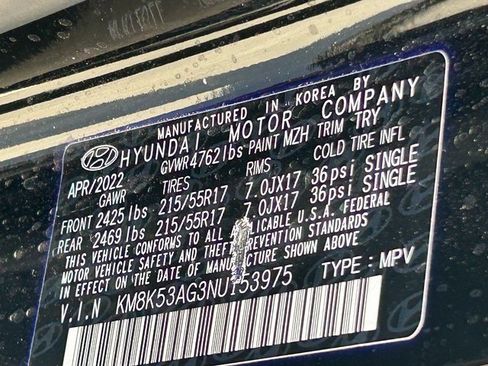 MANUFACTURED IN KOREA BY
HYUNDAI MOTOR COMPANY
APR/2022 GVWR 4762 lbs PAINT MZH TRIM TRY
GAWR TIRES RIMS COLD TIRE INFL
FRONT 2425 lbs 215/55R17 7.0JX17 36psi SINGLE
REAR 2469 lbs 215/55R17 7.0JX17 36psi SINGLE
THIS VEHICLE CONFORMS TO ALL APPLICABLE U.S.A. FEDERAL
MOTOR VEHICLE SAFETY AND THEFT PREVENTION STANDARDS
IN EFFECT ON THE DATE OF MANUFACTURE SHOWN ABOVE.
V.I.N KM8K53AG3NU153975 TYPE : MPV